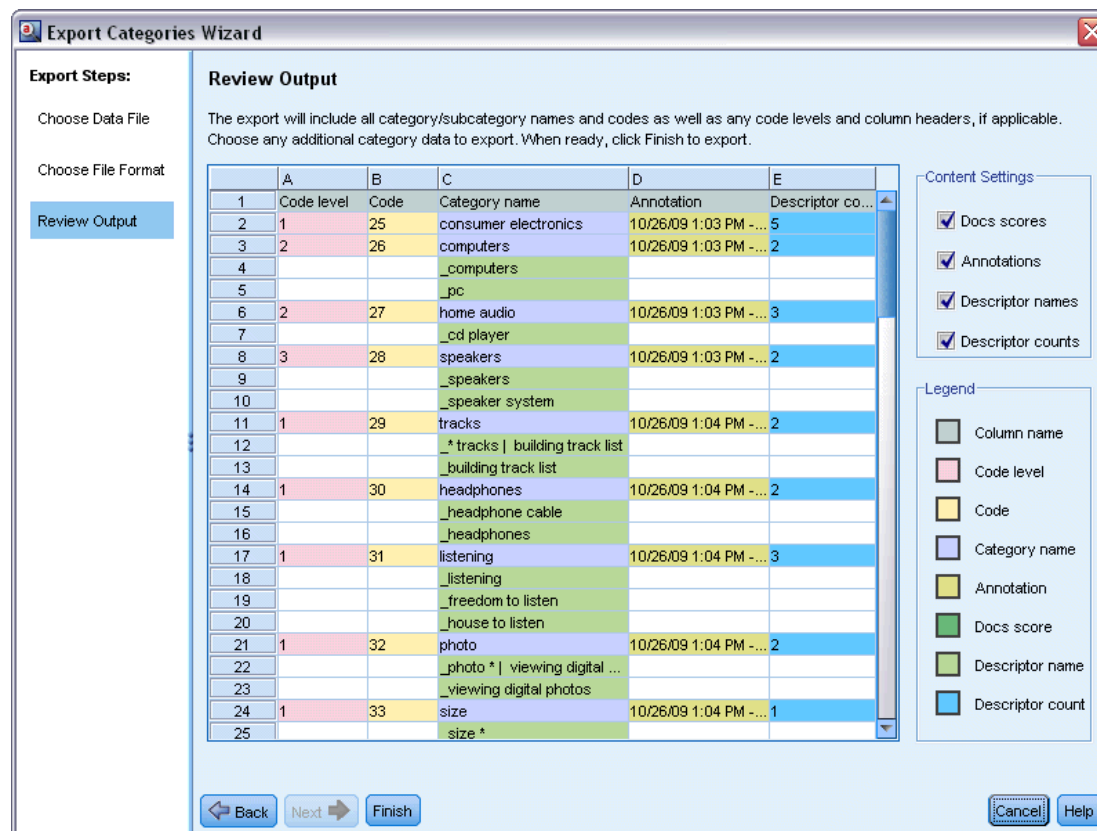 Export Categories Wizard
Export Steps:
Choose Data File
Choose File Format
Review Output
Review Output
The export will include all category/subcategory names and codes as well as any code levels and column headers, if applicable.
Choose any additional category data to export. When ready, click Finish to export.
A B C D E
1 Code level Code Category name Annotation Descriptor co...
2 1 25 consumer electronics 10/26/09 1:03 PM -... 5
3 2 26 computers 10/26/09 1:03 PM -... 2
4 _computers
5 _pc
6 2 27 home audio 10/26/09 1:03 PM -... 3
7 _cd player
8 3 28 speakers 10/26/09 1:03 PM -... 2
9 _speakers
10 _speaker system
11 1 29 tracks 10/26/09 1:04 PM -... 2
12 _* tracks | building track list
13 _building track list
14 1 30 headphones 10/26/09 1:04 PM -... 2
15 _headphone cable
16 _headphones
17 1 31 listening 10/26/09 1:04 PM -... 3
18 _listening
19 _freedom to listen
20 _house to listen
21 1 32 photo 10/26/09 1:04 PM -... 2
22 _photo * | viewing digital ...
23 _viewing digital photos
24 1 33 size 10/26/09 1:04 PM -... 1
25 _size *
Content Settings
Docs scores
Annotations
Descriptor names
Descriptor counts
Legend
Column name
Code level
Code
Category name
Annotation
Docs score
Descriptor name
Descriptor count
Back Next Finish Cancel Help